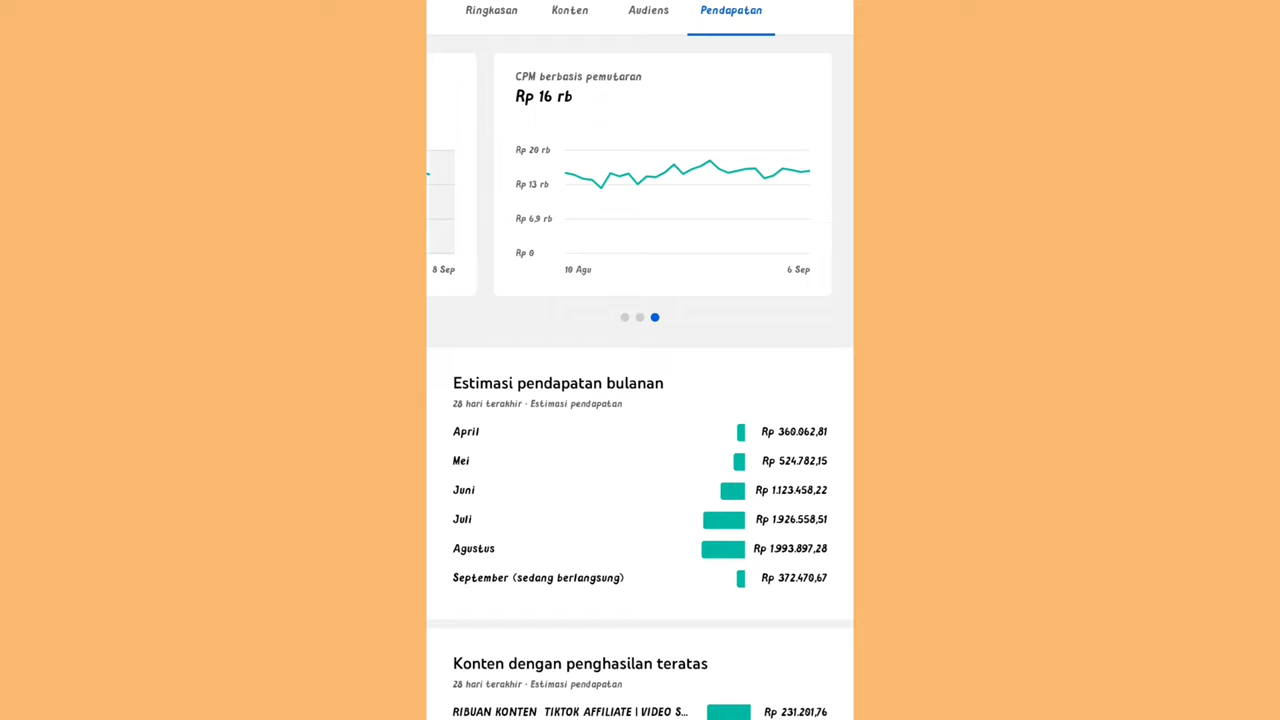 Ringkasan Konten Audiens Pendapatan
CPM berbasis pemutaran
Rp 16 rb
Rp 20 rb
Rp 13 rb
Rp 6,9 rb
Rp 0
8 Sep
10 Agu 6 Sep
Estimasi pendapatan bulanan
28 hari terakhir · Estimasi pendapatan
April Rp 360.062,81
Mei Rp 524.782,15
Juni Rp 1.123.458,22
Juli Rp 1.926.558,51
Agustus Rp 1.993.897,28
September (sedang berlangsung) Rp 372.470,67
Konten dengan penghasilan teratas
28 hari terakhir · Estimasi pendapatan
RIBUAN KONTEN TIKTOK AFFILIATE | VIDEO S... Rp 231.201,76